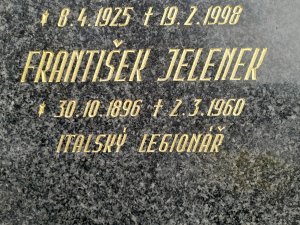 * 8.4.1925 † 19.2.1998
FRANTIŠEK JELENEK
* 30.10.1896 † 2.3.1960
ITALSKÝ LEGIONÁŘ